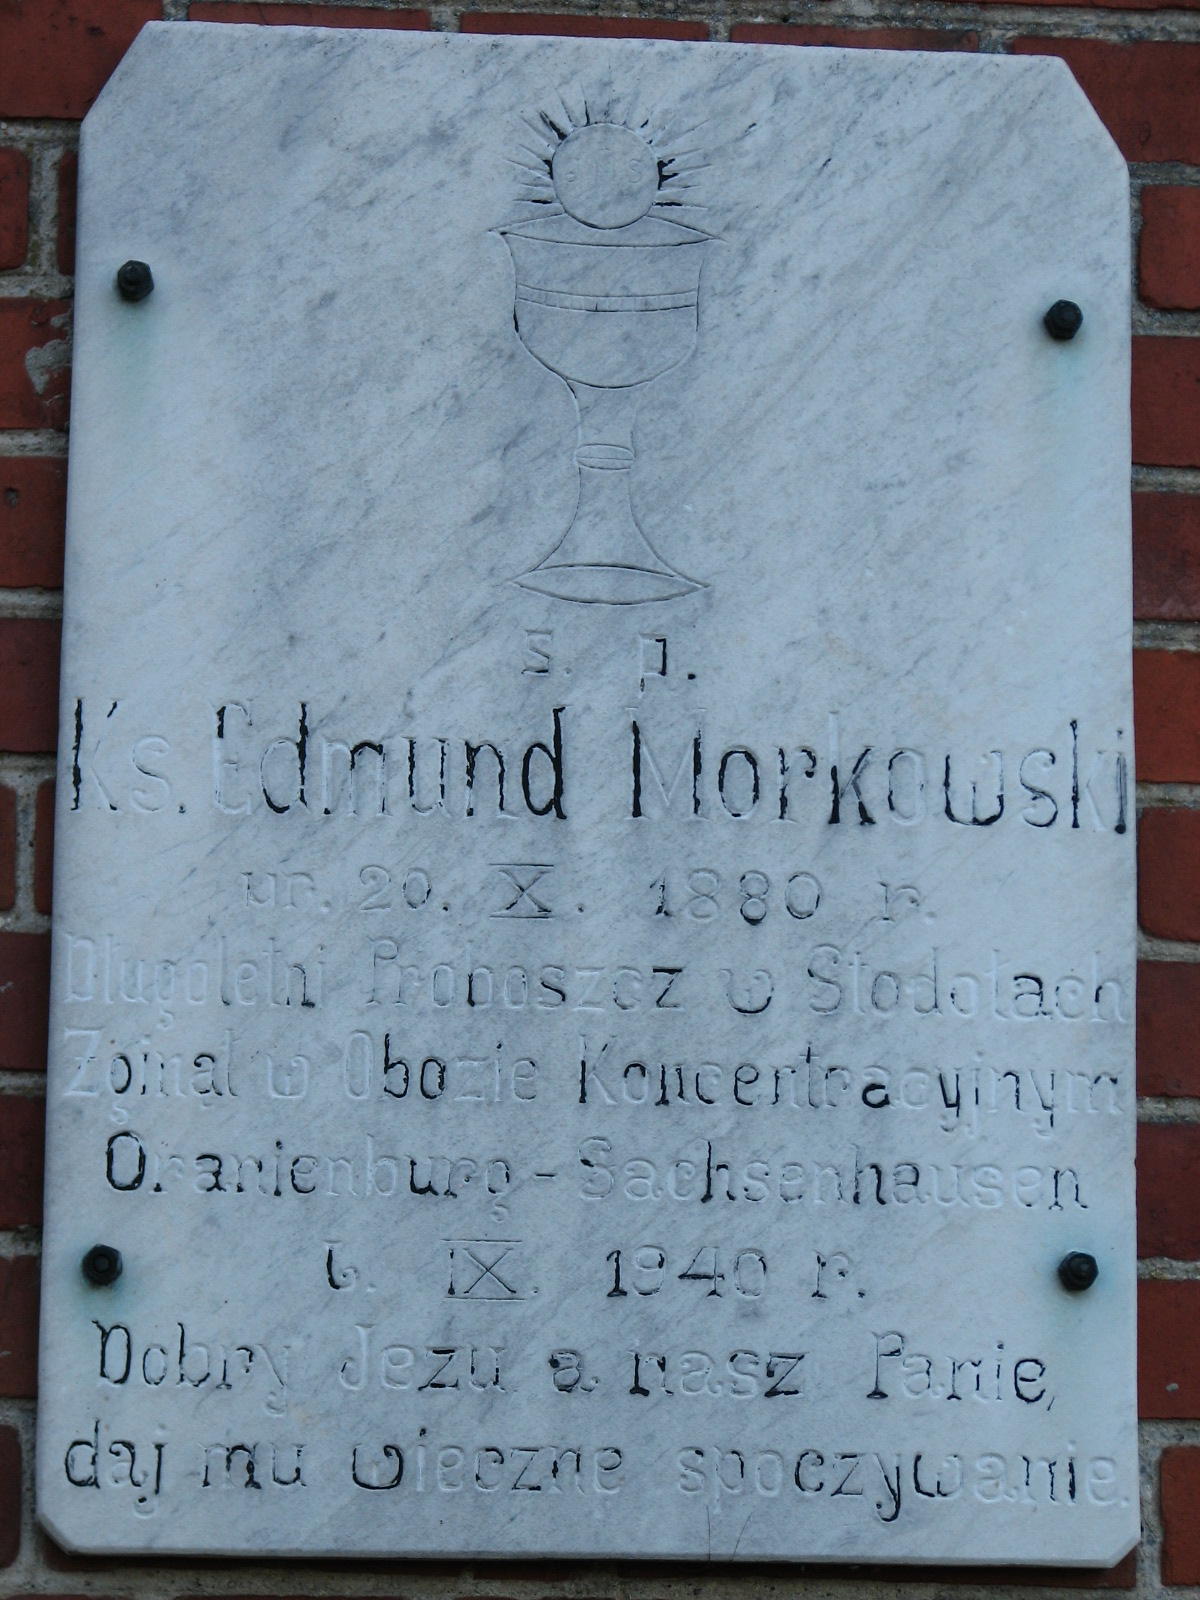 IHS
ś. p.
Ks. Edmund Morkowski
ur. 20. X. 1880 r.
Długoletni Proboszcz w Stodołach
Zginął w Obozie Koncentracyjnym
Oranienburg - Sachsenhausen
IX. 1940 r.
Dobry Jezu a nasz Panie,
daj mu wieczne spoczywanie.